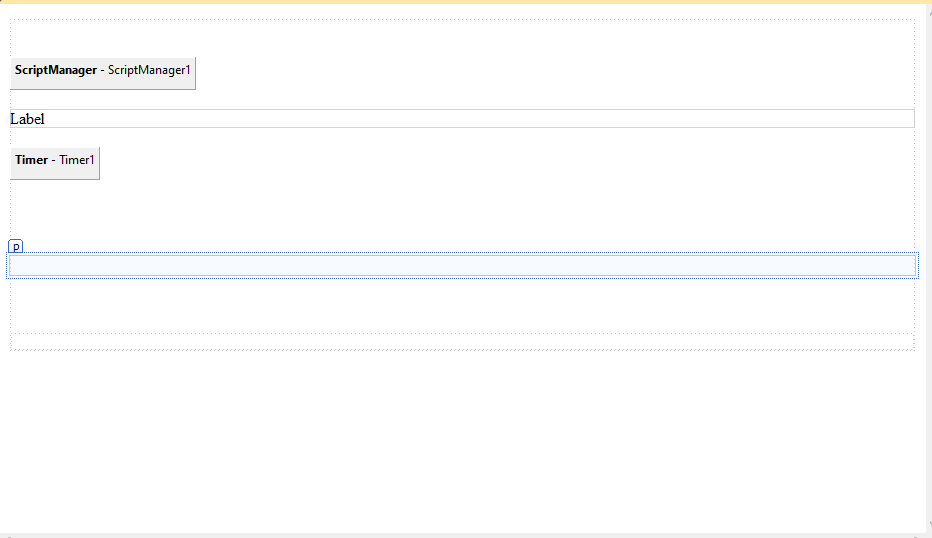 ScriptManager - ScriptManager1
Label
Timer - Timer1
p